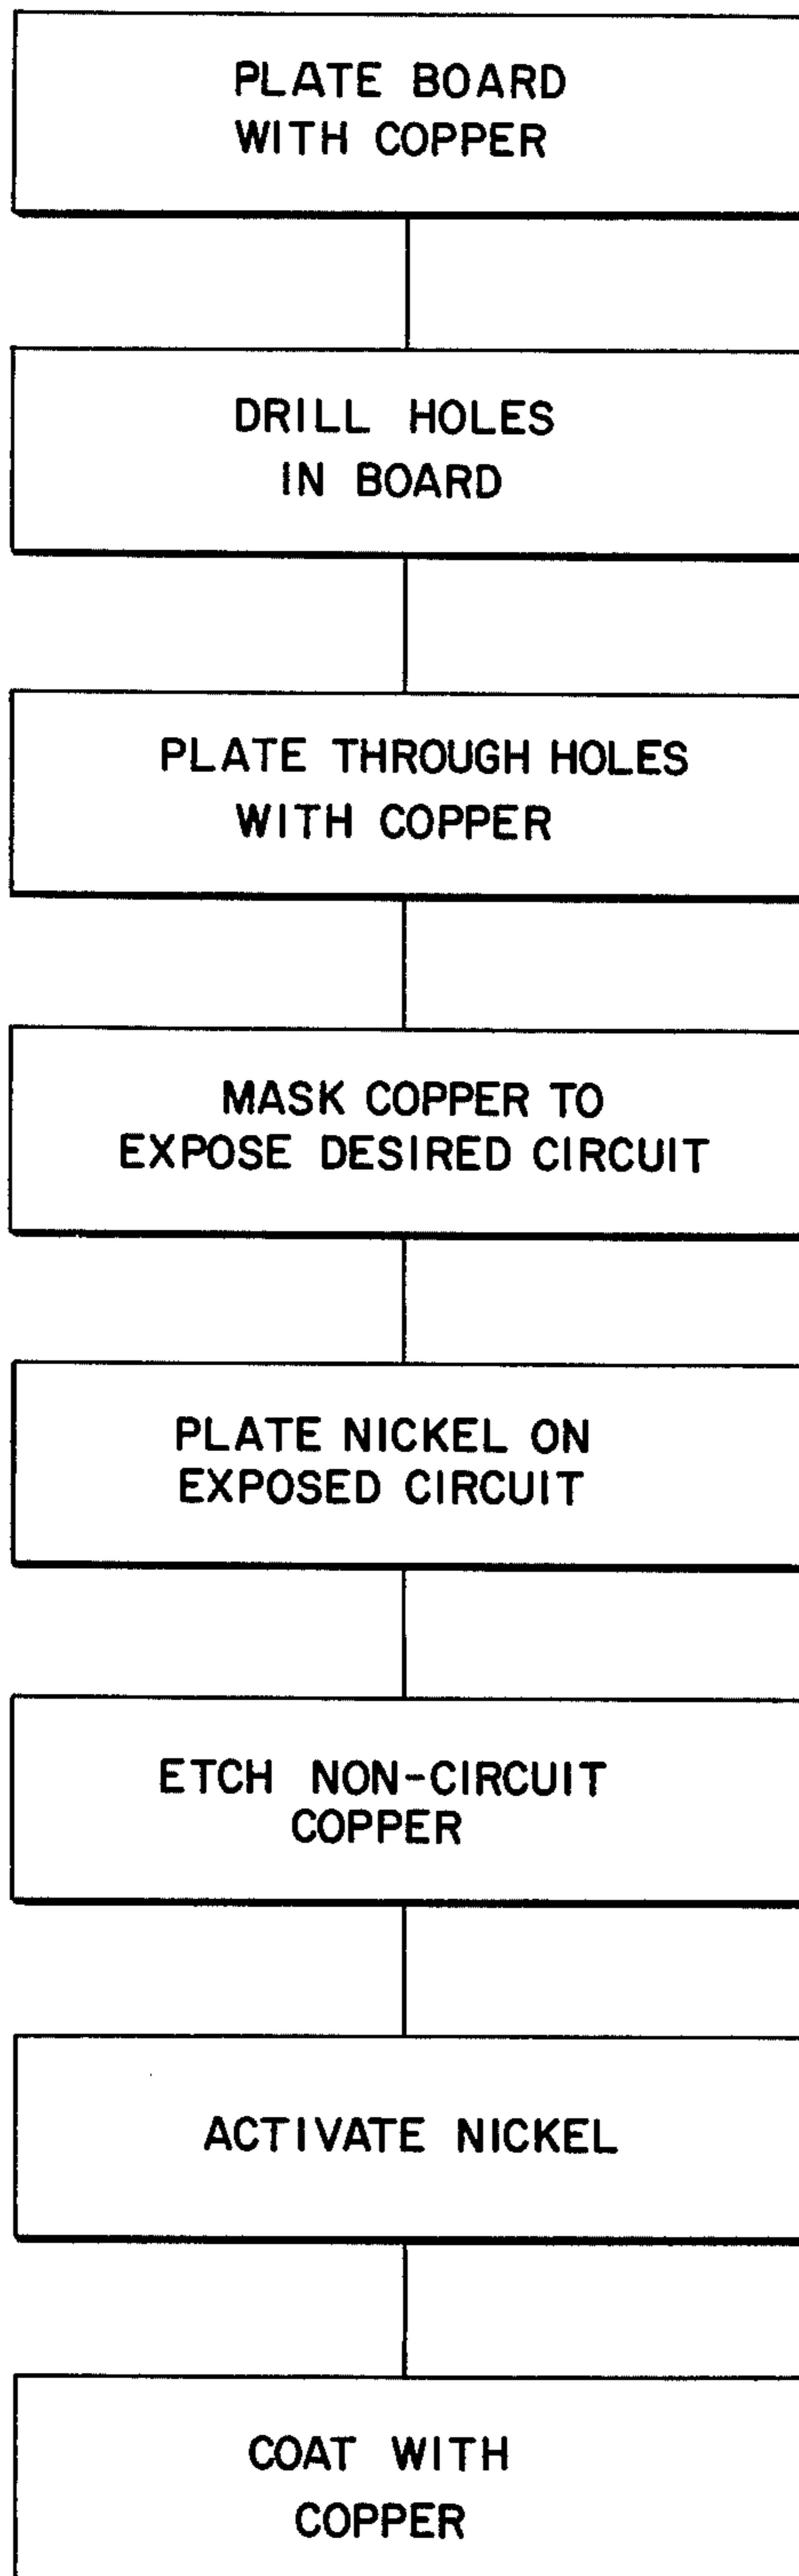 PLATE BOARD
WITH COPPER
DRILL HOLES
IN BOARD
PLATE THROUGH HOLES
WITH COPPER
MASK COPPER TO
EXPOSE DESIRED CIRCUIT
PLATE NICKEL ON
EXPOSED CIRCUIT
ETCH NON-CIRCUIT
COPPER
ACTIVATE NICKEL
COAT WITH
COPPER